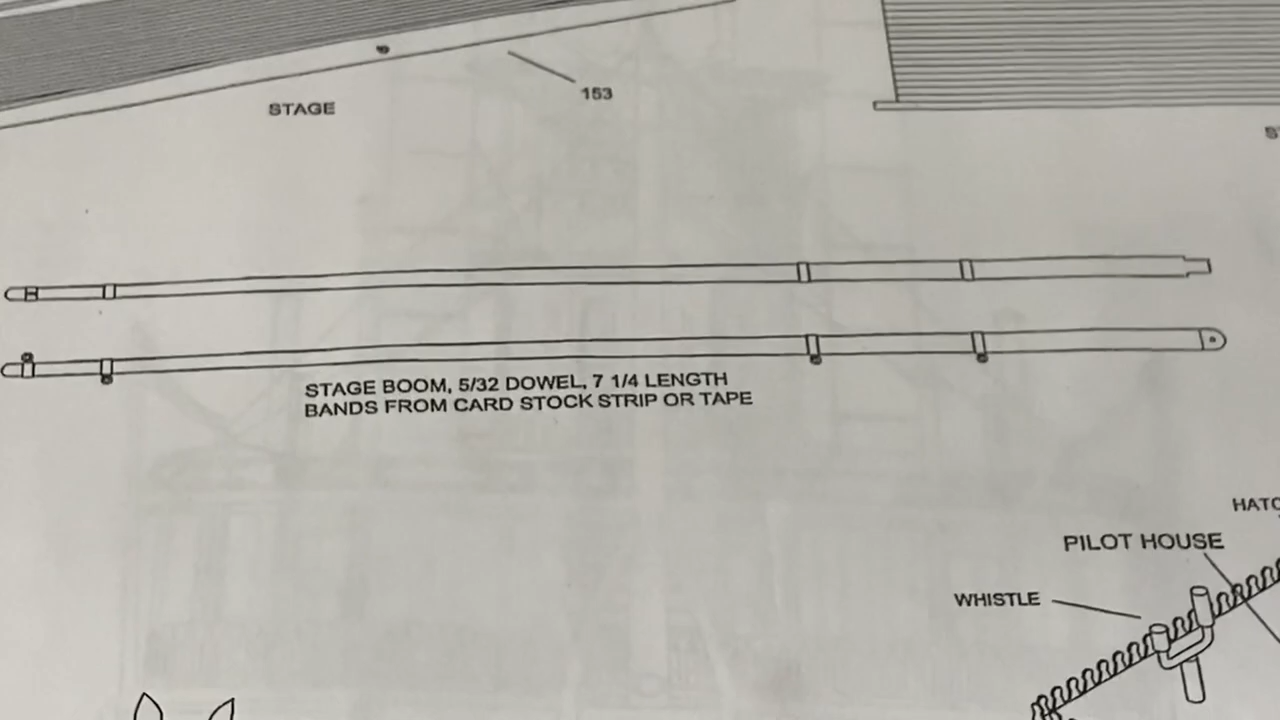 153
STAGE
STAGE BOOM, 5/32 DOWEL, 7 1/4 LENGTH
BANDS FROM CARD STOCK STRIP OR TAPE
PILOT HOUSE
WHISTLE